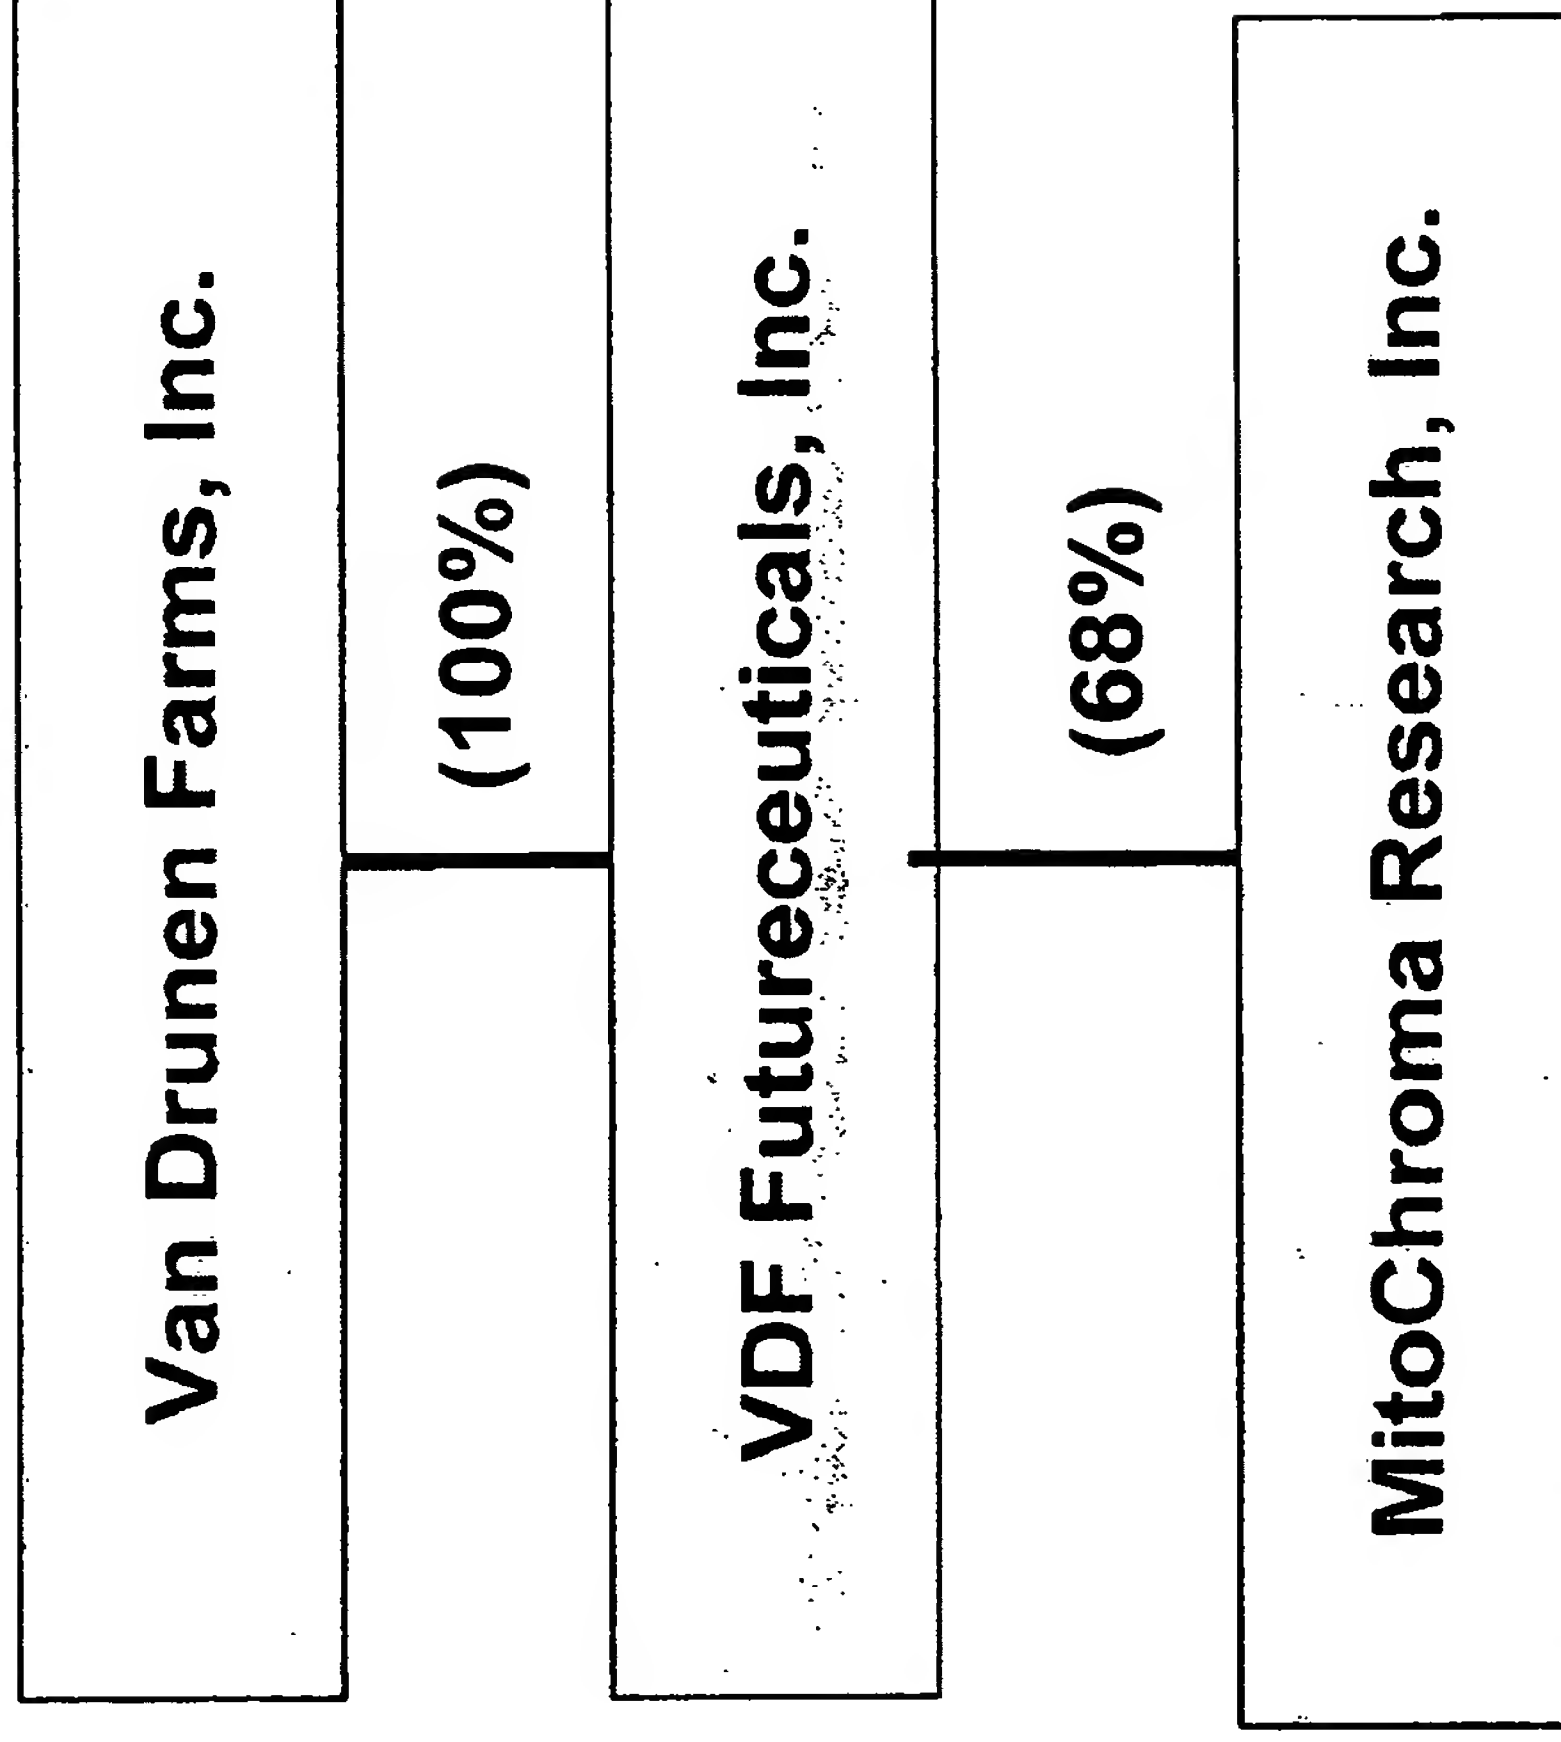 Van Drunen Farms, Inc.
(100%)
VDF Futureceuticals, Inc.
(68%)
MitoChroma Research, Inc.